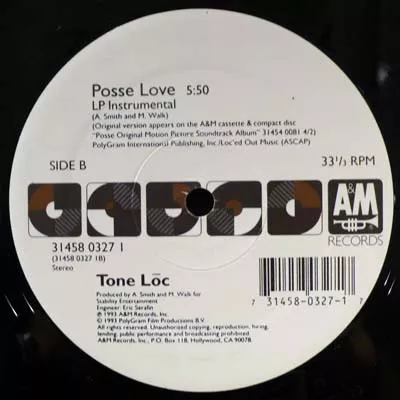 Posse Love 5:50
LP Instrumental
(A. Smith and M. Walk)
(Original version appears on the A&M cassette & compact disc
"Posse Original Motion Picture Soundtrack Album" 31454 0081 4/2)
PolyGram International Publishing, Inc./Loc'ed Out Music (ASCAP)
SIDE B
33⅓ RPM
A&M
RECORDS
31458 0327 1
(31458 0327 1B)
Stereo
Tone Lōc
Produced by A. Smith and M. Walk for
Stability Entertainment
Engineer: Eric Serafin
℗ 1993 A&M Records, Inc.
© 1993 PolyGram Film Productions B.V.
All rights reserved. Unauthorized copying, reproduction, hiring,
lending, public performance and broadcasting prohibited.
A&M Records, Inc., P.O. Box 118, Hollywood, CA 90078.
7 31458-0327-1 7